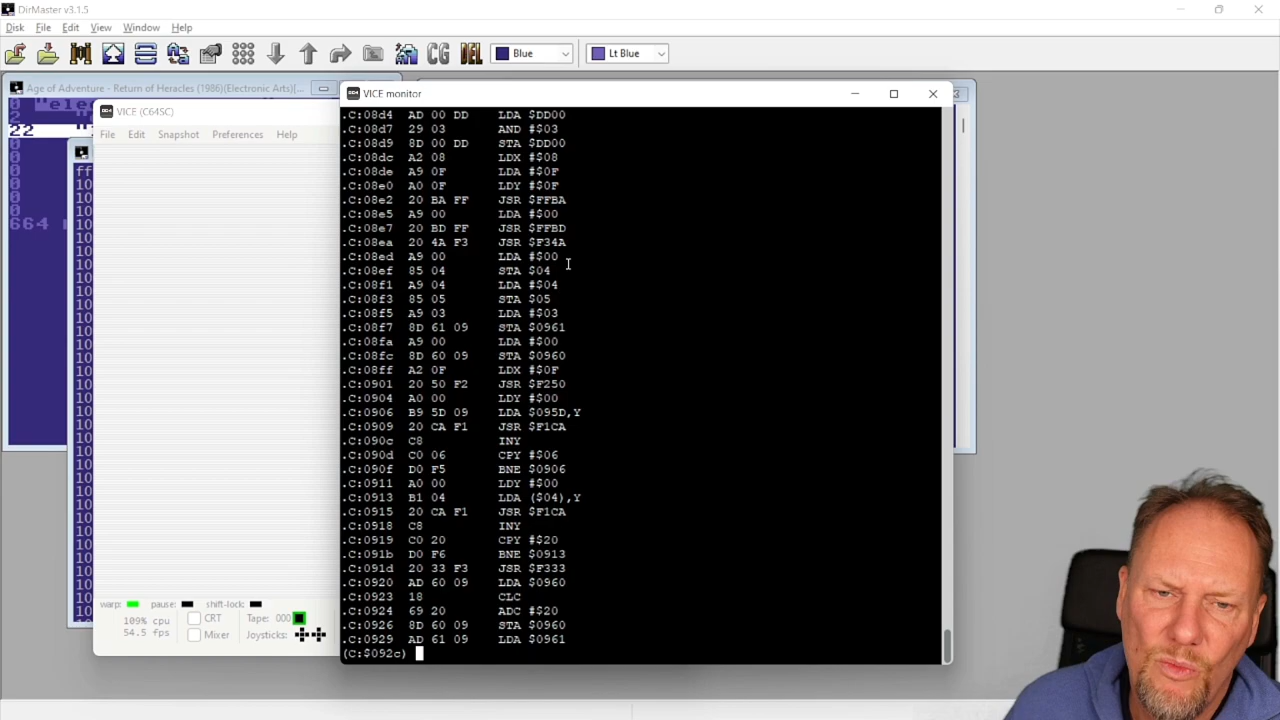 DirMaster v3.1.5
Disk File Edit View Window Help
CG DEL Blue Lt Blue
Age of Adventure - Return of Heracles (1986)(Electronic Arts)
0 "ele
2
22
0
0
0
0
0
664
VICE (C64SC)
File Edit Snapshot Preferences Help
VICE monitor
.C:08d4 AD 00 DD LDA $DD00
.C:08d7 29 03 AND #$03
.C:08d9 8D 00 DD STA $DD00
.C:08dc A2 08 LDX #$08
.C:08de A9 0F LDA #$0F
.C:08e0 A0 0F LDY #$0F
.C:08e2 20 BA FF JSR $FFBA
.C:08e5 A9 00 LDA #$00
.C:08e7 20 BD FF JSR $FFBD
.C:08ea 20 4A F3 JSR $F34A
.C:08ed A9 00 LDA #$00
.C:08ef 85 04 STA $04
.C:08f1 A9 04 LDA #$04
.C:08f3 85 05 STA $05
.C:08f5 A9 03 LDA #$03
.C:08f7 8D 61 09 STA $0961
.C:08fa A9 00 LDA #$00
.C:08fc 8D 60 09 STA $0960
.C:08ff A2 0F LDX #$0F
.C:0901 20 50 F2 JSR $F250
.C:0904 A0 00 LDY #$00
.C:0906 B9 5D 09 LDA $095D,Y
.C:0909 20 CA F1 JSR $F1CA
.C:090c C8 INY
.C:090d C0 06 CPY #$06
.C:090f D0 F5 BNE $0906
.C:0911 A0 00 LDY #$00
.C:0913 B1 04 LDA ($04),Y
.C:0915 20 CA F1 JSR $F1CA
.C:0918 C8 INY
.C:0919 C0 20 CPY #$20
.C:091b D0 F6 BNE $0913
.C:091d 20 33 F3 JSR $F333
.C:0920 AD 60 09 LDA $0960
.C:0923 18 CLC
.C:0924 69 20 ADC #$20
.C:0926 8D 60 09 STA $0960
.C:0929 AD 61 09 LDA $0961
(C:$092c)
warp: pause: shift-lock:
109% cpu
54.5 fps
CRT
Mixer
Tape: 000
Joysticks: